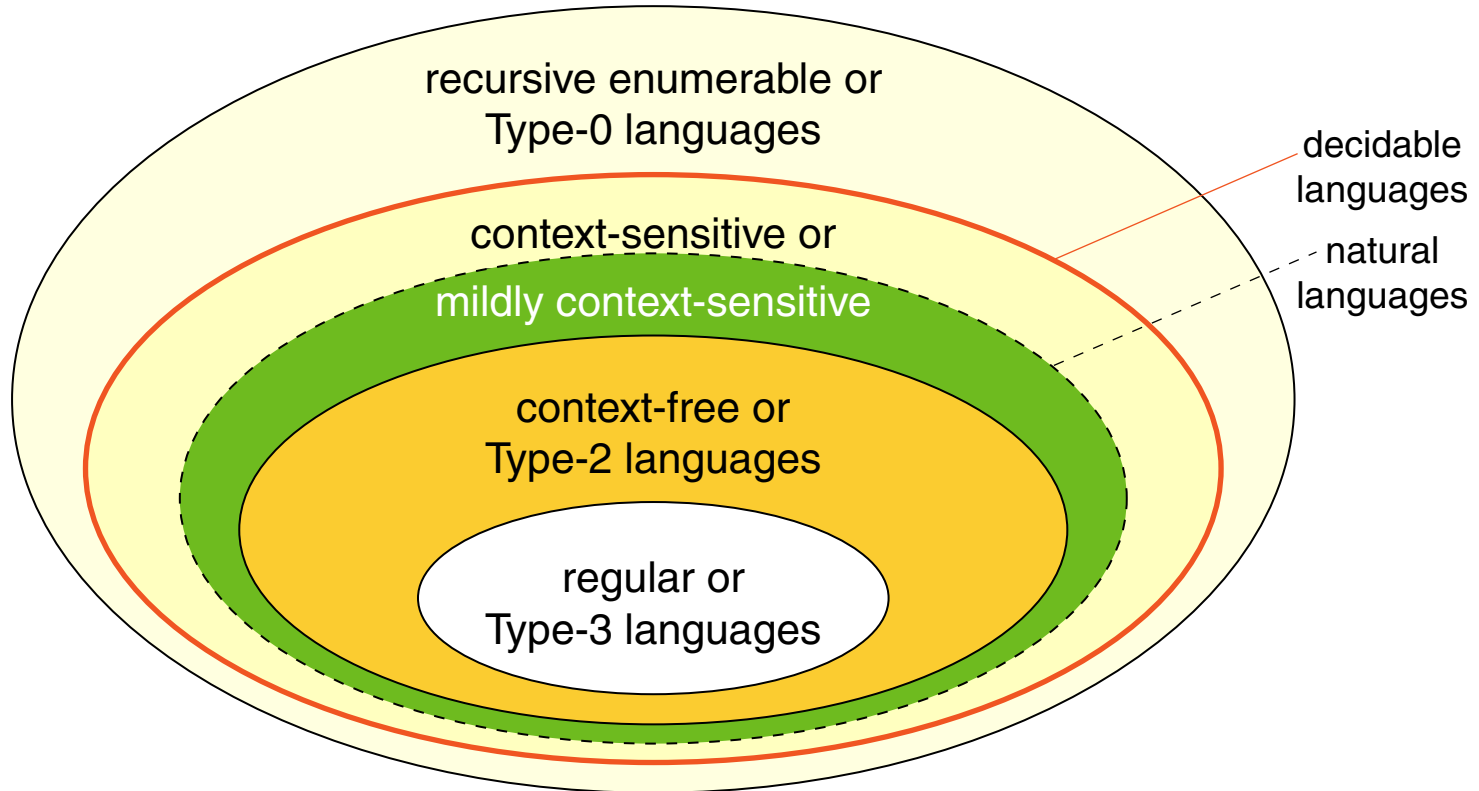 recursive enumerable or
Type-0 languages
decidable
languages
context-sensitive or
natural
languages
mildly context-sensitive
context-free or
Type-2 languages
regular or
Type-3 languages